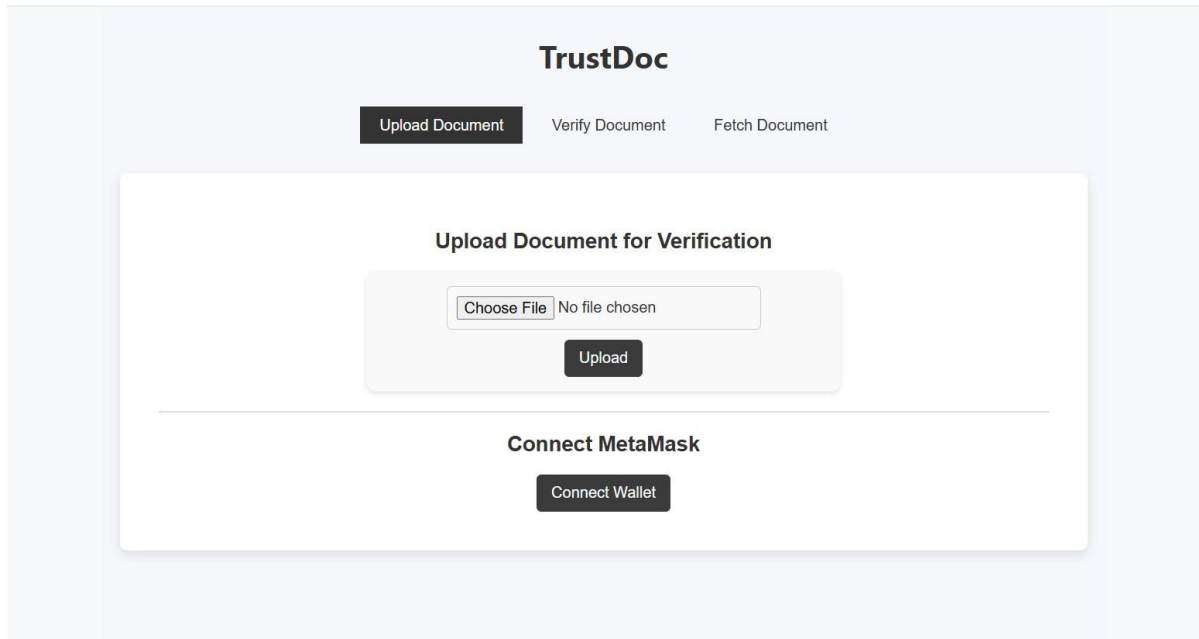 TrustDoc
Upload Document Verify Document Fetch Document
Upload Document for Verification
Choose File No file chosen
Upload
Connect MetaMask
Connect Wallet